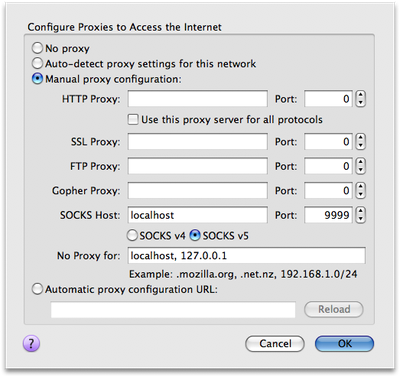 Configure Proxies to Access the Internet
No proxy
Auto-detect proxy settings for this network
Manual proxy configuration:
HTTP Proxy: Port: 0
Use this proxy server for all protocols
SSL Proxy: Port: 0
FTP Proxy: Port: 0
Gopher Proxy: Port: 0
SOCKS Host: localhost Port: 9999
SOCKS v4 SOCKS v5
No Proxy for: localhost, 127.0.0.1
Example: .mozilla.org, .net.nz, 192.168.1.0/24
Automatic proxy configuration URL:
Reload
? Cancel OK